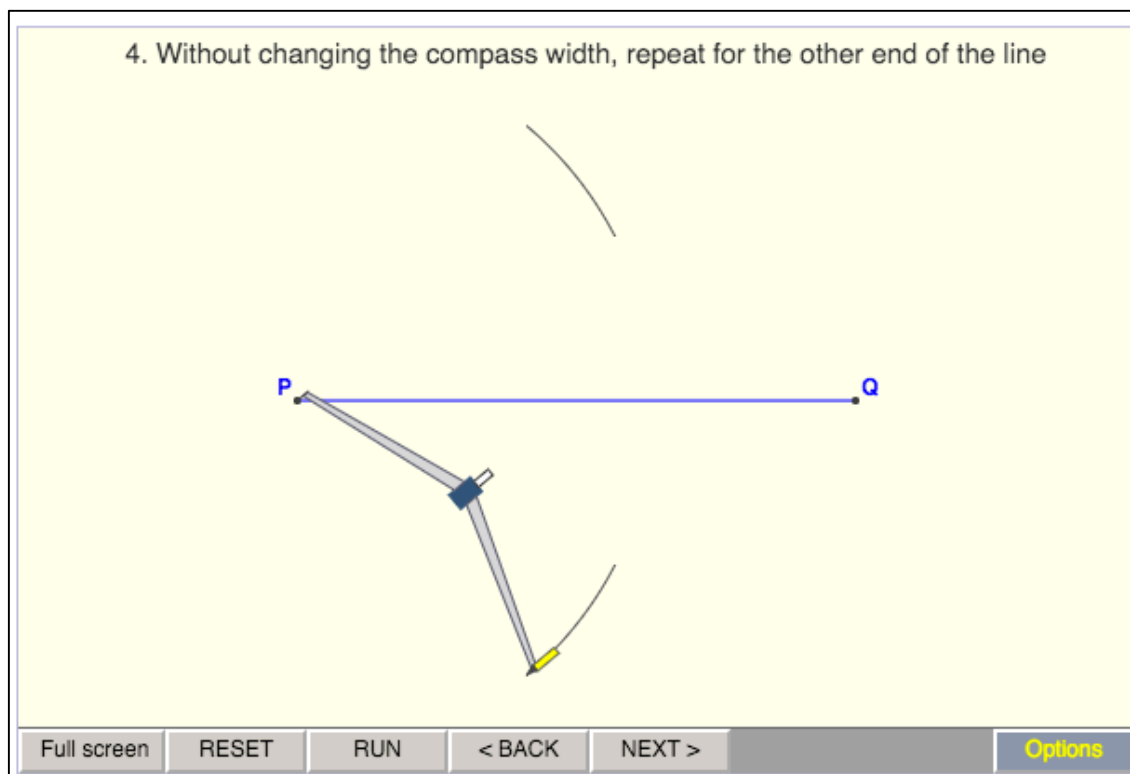 4. Without changing the compass width, repeat for the other end of the line
P
Q
Full screen
RESET
RUN
< BACK
NEXT >
Options